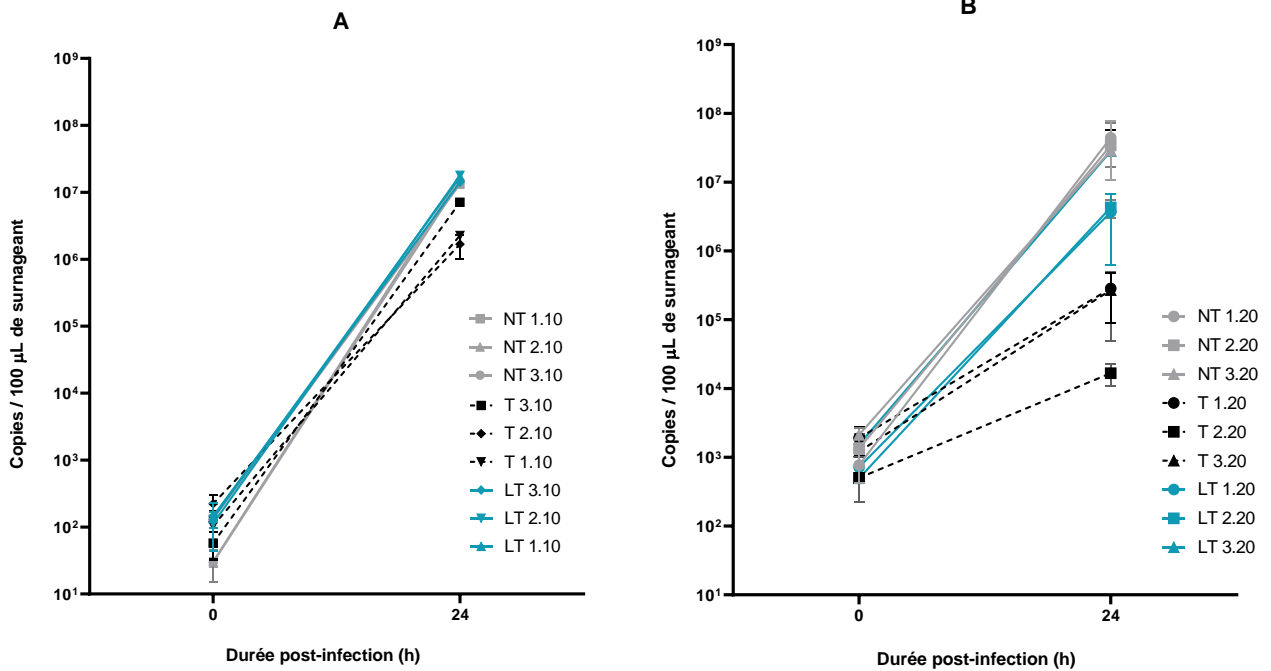 A
10⁹
10⁸
10⁷
10⁶
10⁵
10⁴
10³
10²
10¹
Copies / 100 µL de surnageant
0
24
Durée post-infection (h)
NT 1.10
NT 2.10
NT 3.10
T 3.10
T 2.10
T 1.10
LT 3.10
LT 2.10
LT 1.10
B
10⁹
10⁸
10⁷
10⁶
10⁵
10⁴
10³
10²
10¹
Copies / 100 µL de surnageant
0
24
Durée post-infection (h)
NT 1.20
NT 2.20
NT 3.20
T 1.20
T 2.20
T 3.20
LT 1.20
LT 2.20
LT 3.20